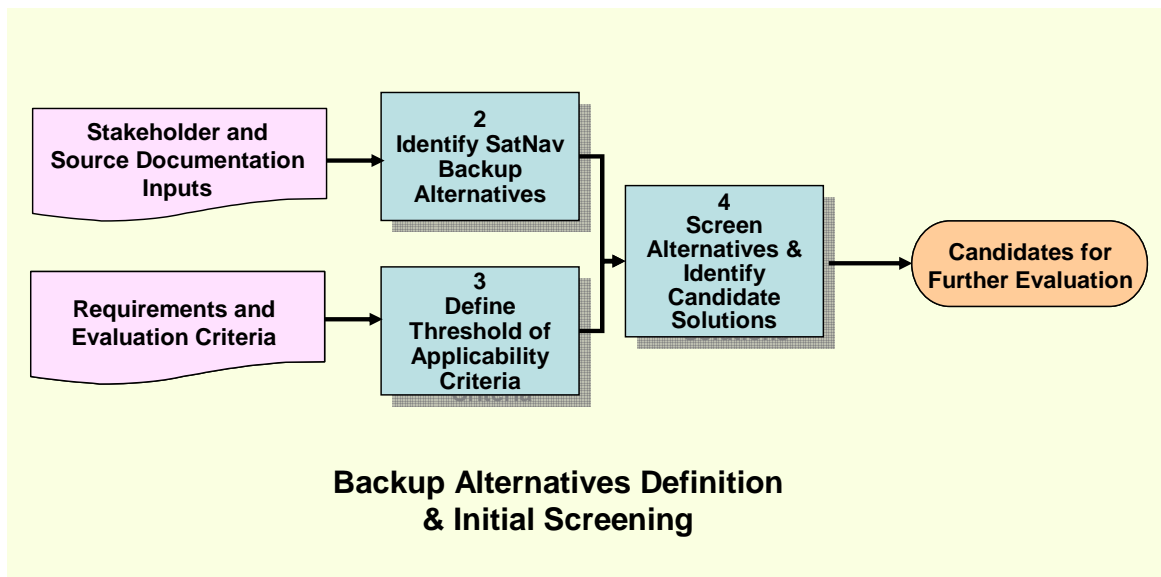 Stakeholder and
Source Documentation
Inputs
2
Identify SatNav
Backup
Alternatives
Requirements and
Evaluation Criteria
3
Define
Threshold of
Applicability
Criteria
4
Screen
Alternatives &
Identify
Candidate
Solutions
Candidates for
Further Evaluation
Backup Alternatives Definition
& Initial Screening